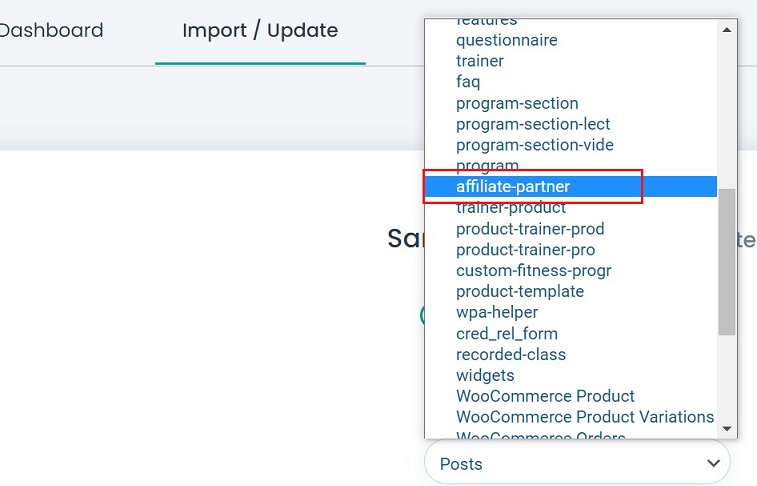 Dashboard
Import / Update
features
questionnaire
trainer
faq
program-section
program-section-lect
program-section-vide
program
affiliate-partner
trainer-product
product-trainer-prod
product-trainer-pro
custom-fitness-progr
product-template
wpa-helper
cred_rel_form
recorded-class
widgets
WooCommerce Product
WooCommerce Product Variations
WooCommerce Orders
Posts